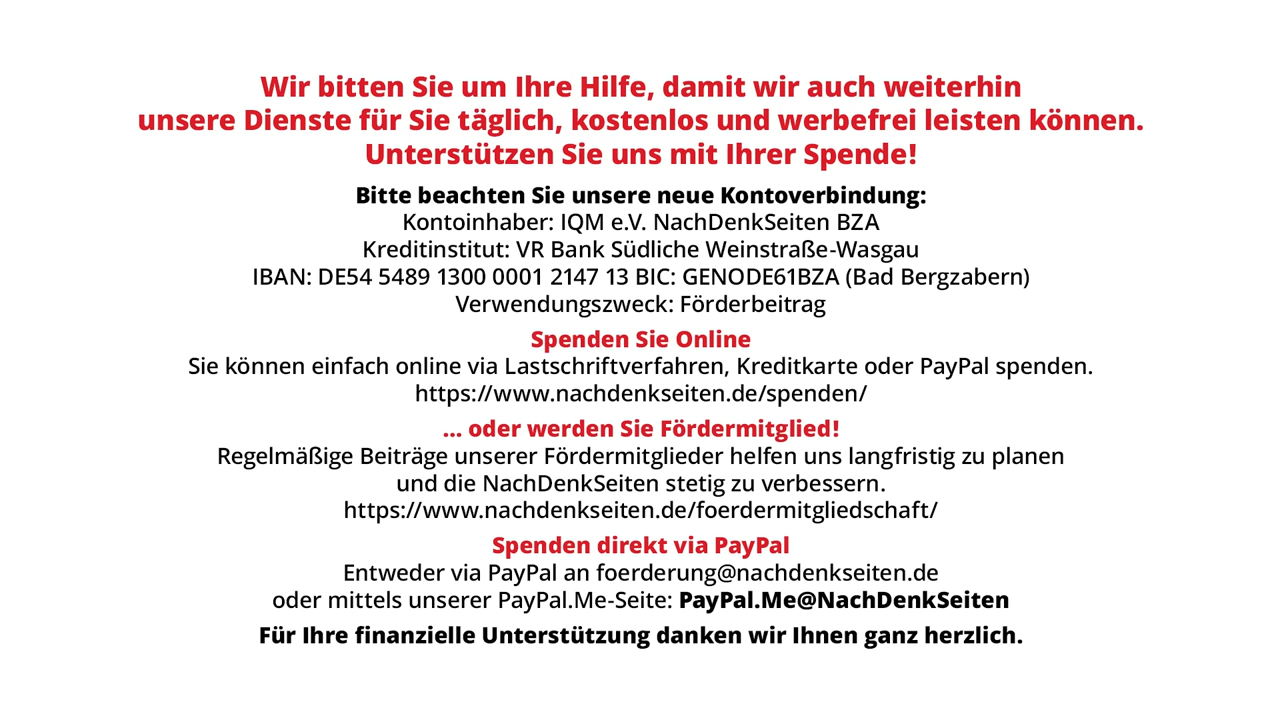 Wir bitten Sie um Ihre Hilfe, damit wir auch weiterhin
unsere Dienste für Sie täglich, kostenlos und werbefrei leisten können.
Unterstützen Sie uns mit Ihrer Spende!
Bitte beachten Sie unsere neue Kontoverbindung:
Kontoinhaber: IQM e.V. NachDenkSeiten BZA
Kreditinstitut: VR Bank Südliche Weinstraße-Wasgau
IBAN: DE54 5489 1300 0001 2147 13 BIC: GENODE61BZA (Bad Bergzabern)
Verwendungszweck: Förderbeitrag
Spenden Sie Online
Sie können einfach online via Lastschriftverfahren, Kreditkarte oder PayPal spenden.
https://www.nachdenkseiten.de/spenden/
... oder werden Sie Fördermitglied!
Regelmäßige Beiträge unserer Fördermitglieder helfen uns langfristig zu planen
und die NachDenkSeiten stetig zu verbessern.
https://www.nachdenkseiten.de/foerdermitgliedschaft/
Spenden direkt via PayPal
Entweder via PayPal an foerderung@nachdenkseiten.de
oder mittels unserer PayPal.Me-Seite: PayPal.Me@NachDenkSeiten
Für Ihre finanzielle Unterstützung danken wir Ihnen ganz herzlich.